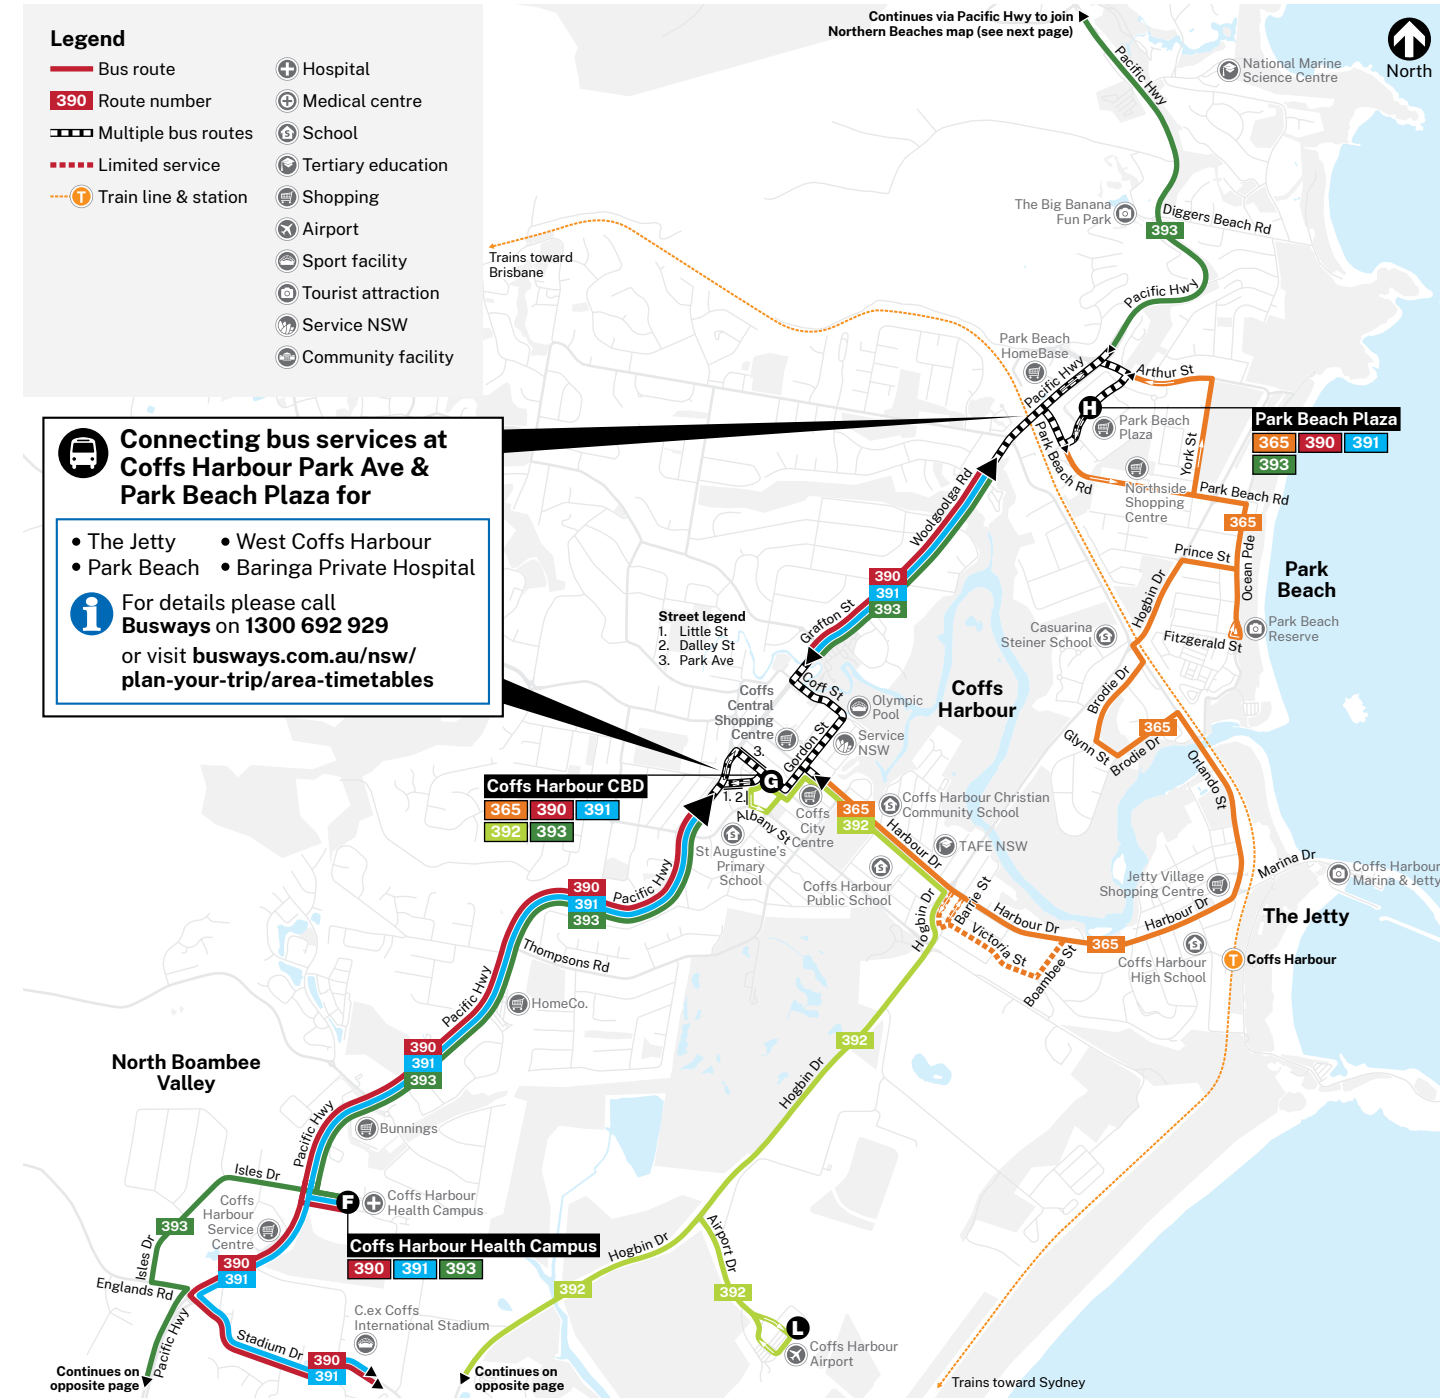 Legend
Bus route
390 Route number
Multiple bus routes
Limited service
T Train line & station
Hospital
Medical centre
School
Tertiary education
Shopping
Airport
Sport facility
Tourist attraction
Service NSW
Community facility
Continues via Pacific Hwy to join
Northern Beaches map (see next page)
North
Pacific Hwy
National Marine
Science Centre
The Big Banana
Fun Park
Diggers Beach Rd
393
Pacific Hwy
Trains toward
Brisbane
Park Beach
HomeBase
Pacific Hwy
Arthur St
H
Park Beach
Plaza
Park Beach Plaza
365 390 391
393
York St
Park Beach Rd
Northside
Shopping
Centre
Park Beach Rd
365
Connecting bus services at
Coffs Harbour Park Ave &
Park Beach Plaza for
• The Jetty
• West Coffs Harbour
• Park Beach
• Baringa Private Hospital
i
For details please call
Busways on 1300 692 929
or visit busways.com.au/nsw/
plan-your-trip/area-timetables
Woolgoolga Rd
390
391
393
Grafton St
Street legend
1. Little St
2. Dalley St
3. Park Ave
Prince St
Ocean Pde
Park
Beach
Hogbin Dr
Casuarina
Steiner School
Fitzgerald St
Park Beach
Reserve
Coff St
Coffs
Central
Shopping
Centre
Olympic
Pool
Coffs
Harbour
Brodie Dr
365
Service
NSW
Gordon St
Glynn St
Brodie Dr
Orlando St
3.
G
1.
2.
Coffs Harbour CBD
365 390 391
392 393
Albany St
Coffs
City
Centre
365
392
Coffs Harbour Christian
Community School
Harbour Dr
TAFE NSW
St Augustine's
Primary
School
Coffs Harbour
Public School
Marina Dr
Coffs Harbour
Marina & Jetty
Jetty Village
Shopping Centre
Pacific Hwy
390
391
393
Hogbin Dr
Barrie St
Harbour Dr
Harbour Dr
The Jetty
Victoria St
365
Boambee St
Coffs Harbour
High School
T Coffs Harbour
Thompsons Rd
Pacific Hwy
HomeCo.
392
390
391
393
North Boambee
Valley
Hogbin Dr
Pacific Hwy
Bunnings
Isles Dr
F
Coffs Harbour
Health Campus
Coffs
Harbour
Service
Centre
393
Coffs Harbour Health Campus
390 391 393
Isles Dr
390
391
Hogbin Dr
Airport Dr
Englands Rd
392
392
C.ex Coffs
International Stadium
Pacific Hwy
Stadium Dr
390
391
L
Coffs Harbour
Airport
Continues on
opposite page
Continues on
opposite page
Trains toward Sydney